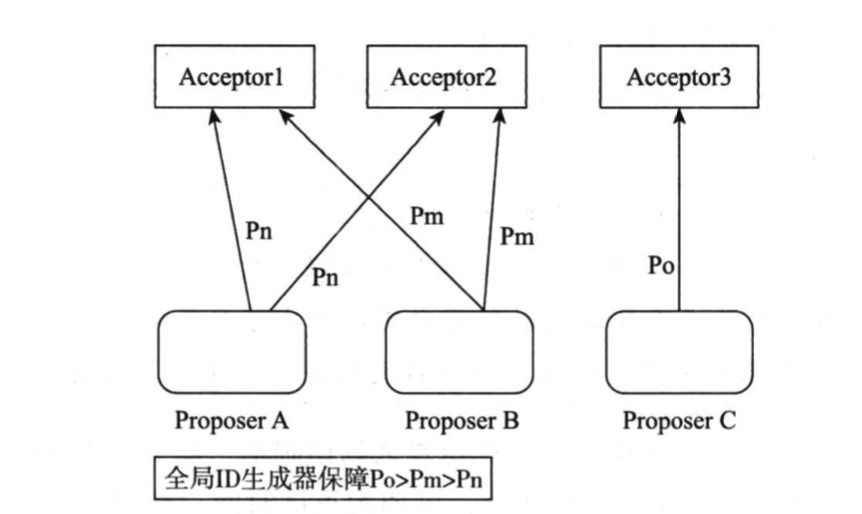 Acceptor1 Acceptor2 Acceptor3
Pn
Pm
Pm
Pn
Po
Proposer A Proposer B Proposer C
全局ID生成器保障Po>Pm>Pn